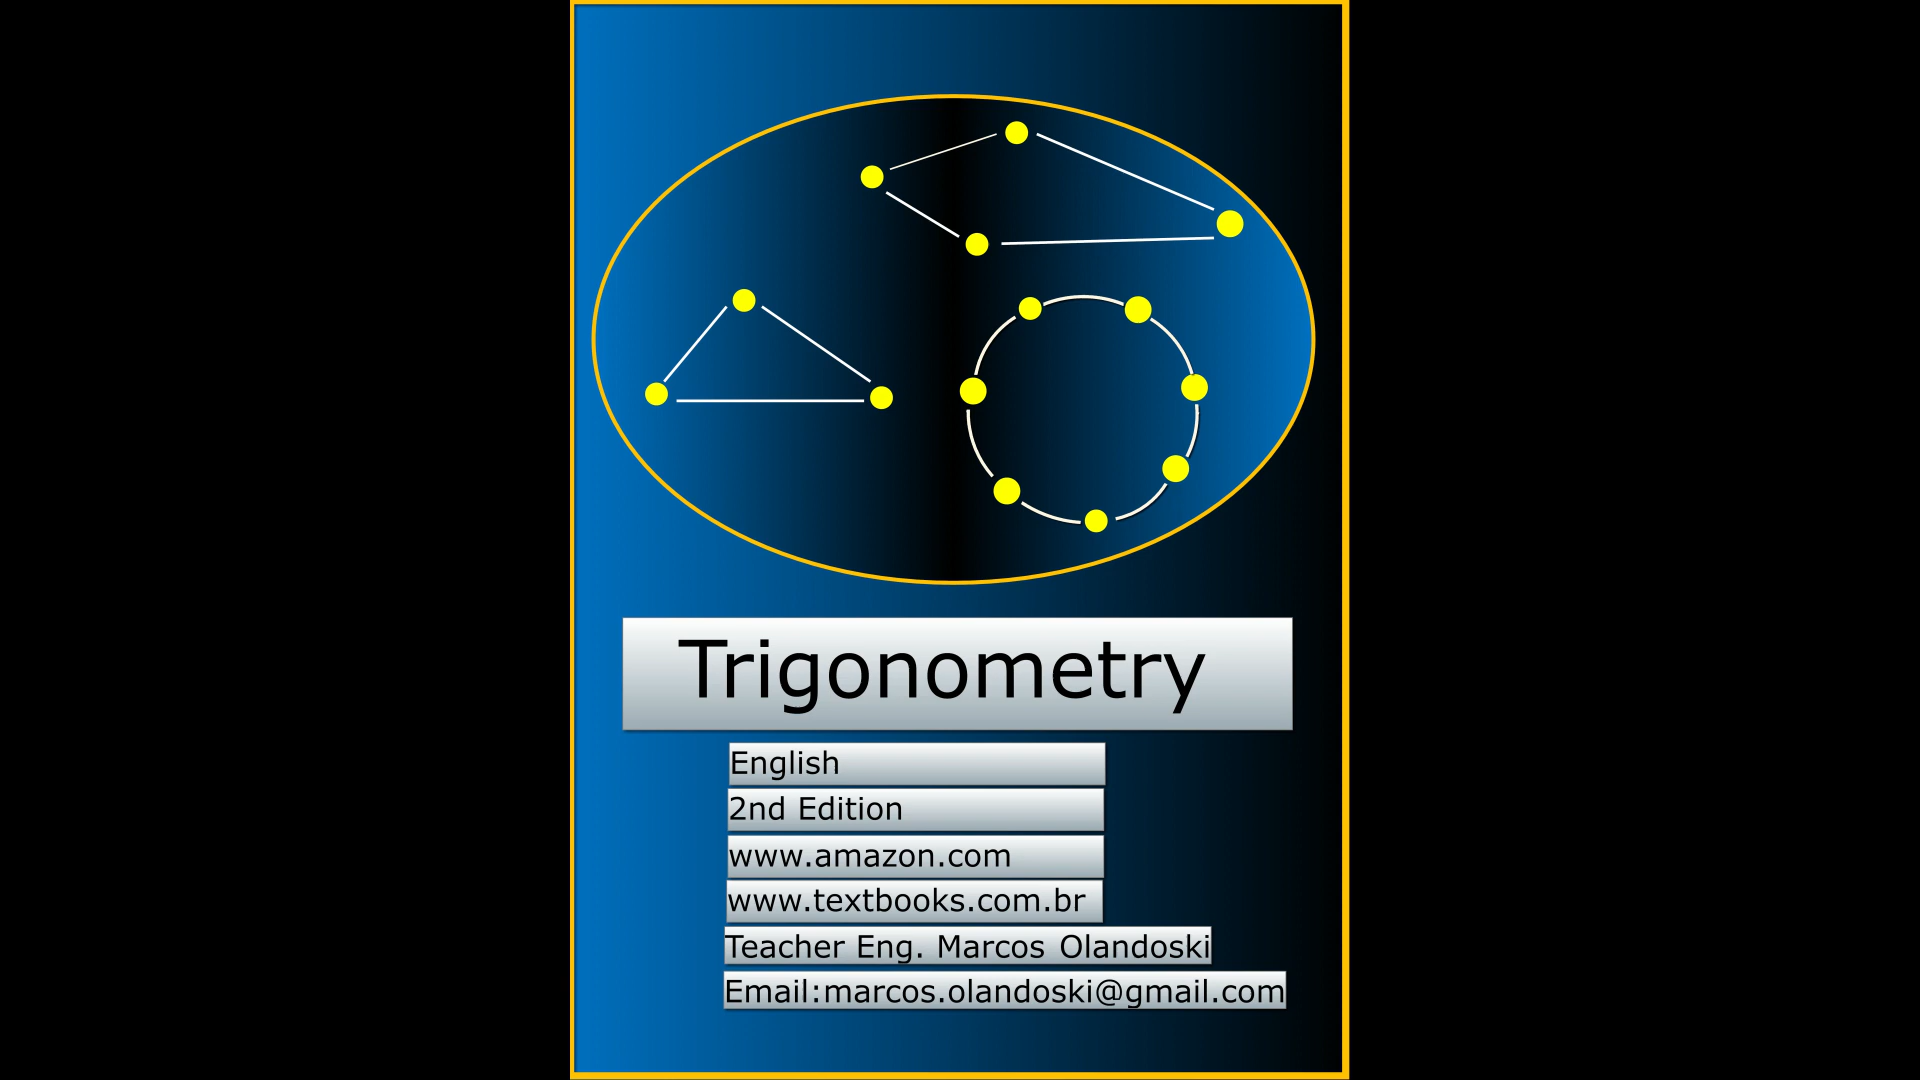 Trigonometry
English
2nd Edition
www.amazon.com
www.textbooks.com.br
Teacher Eng. Marcos Olandoski
Email:marcos.olandoski@gmail.com